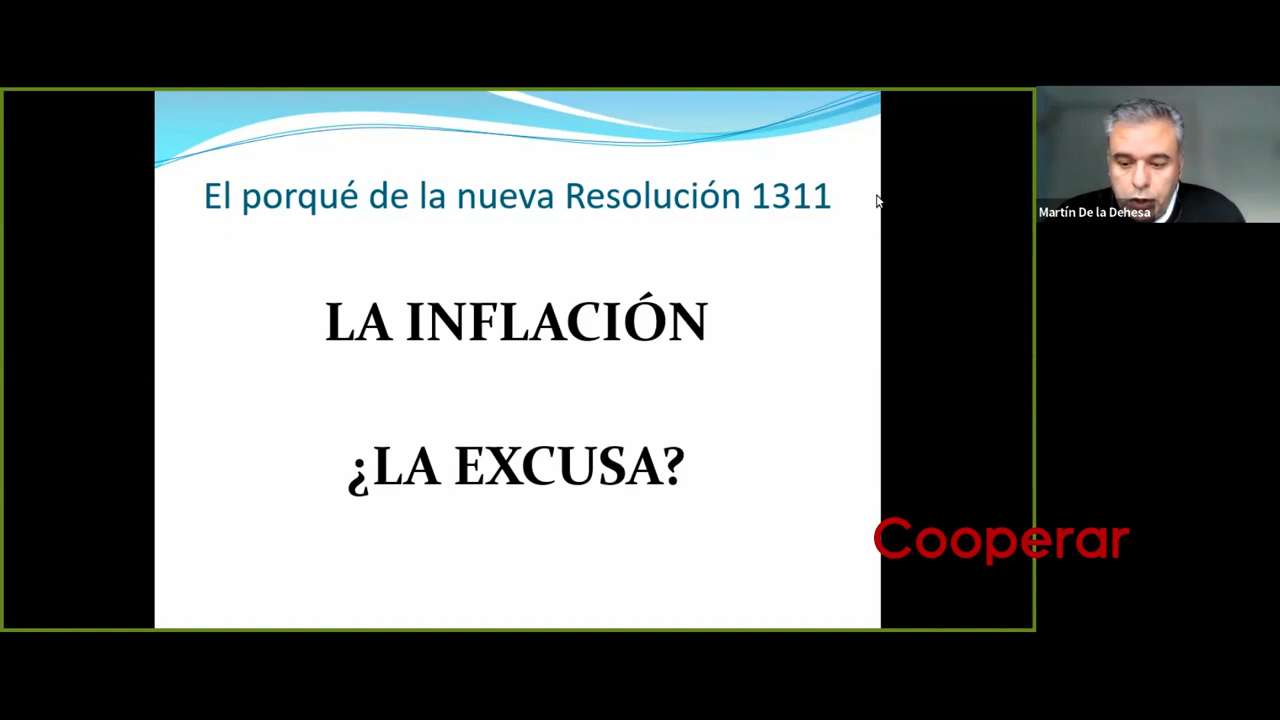 El porqué de la nueva Resolución 1311
LA INFLACIÓN
¿LA EXCUSA?
Martín De la Dehesa
Cooperar